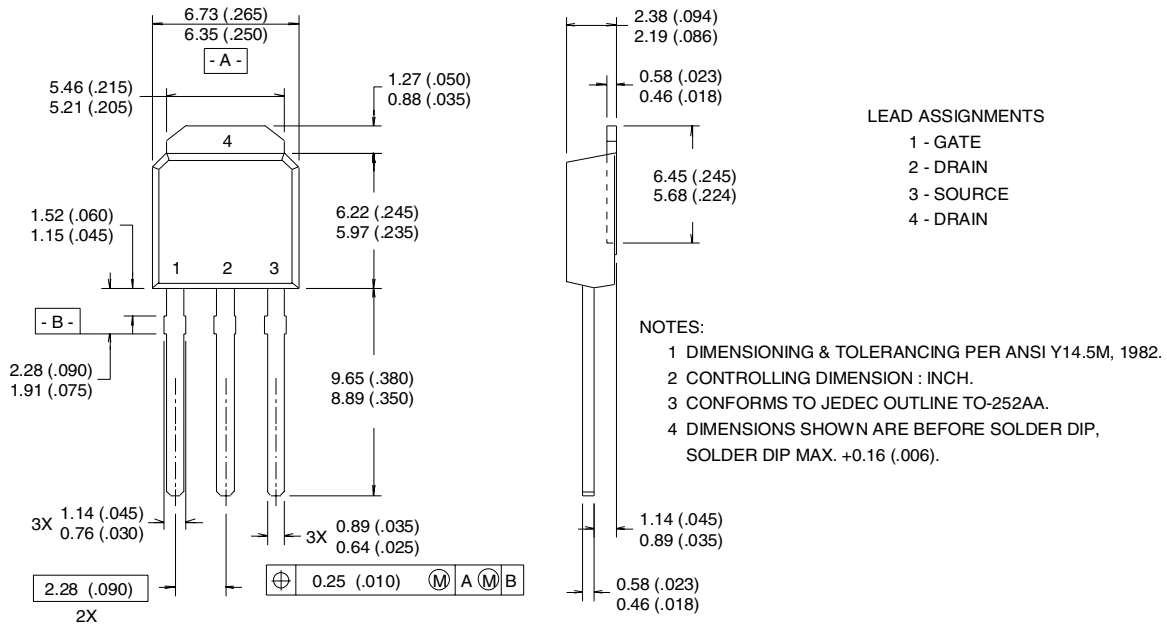 6.73 (.265)
6.35 (.250)
- A -
5.46 (.215)
5.21 (.205)
1.27 (.050)
0.88 (.035)
4
1.52 (.060)
1.15 (.045)
6.22 (.245)
5.97 (.235)
1 2 3
- B -
2.28 (.090)
1.91 (.075)
9.65 (.380)
8.89 (.350)
3X 1.14 (.045)
0.76 (.030)
3X 0.89 (.035)
0.64 (.025)
2.28 (.090)
2X
⌖ 0.25 (.010) Ⓜ A Ⓜ B
2.38 (.094)
2.19 (.086)
0.58 (.023)
0.46 (.018)
6.45 (.245)
5.68 (.224)
1.14 (.045)
0.89 (.035)
0.58 (.023)
0.46 (.018)
LEAD ASSIGNMENTS
1 - GATE
2 - DRAIN
3 - SOURCE
4 - DRAIN
NOTES:
1 DIMENSIONING & TOLERANCING PER ANSI Y14.5M, 1982.
2 CONTROLLING DIMENSION : INCH.
3 CONFORMS TO JEDEC OUTLINE TO-252AA.
4 DIMENSIONS SHOWN ARE BEFORE SOLDER DIP,
SOLDER DIP MAX. +0.16 (.006).